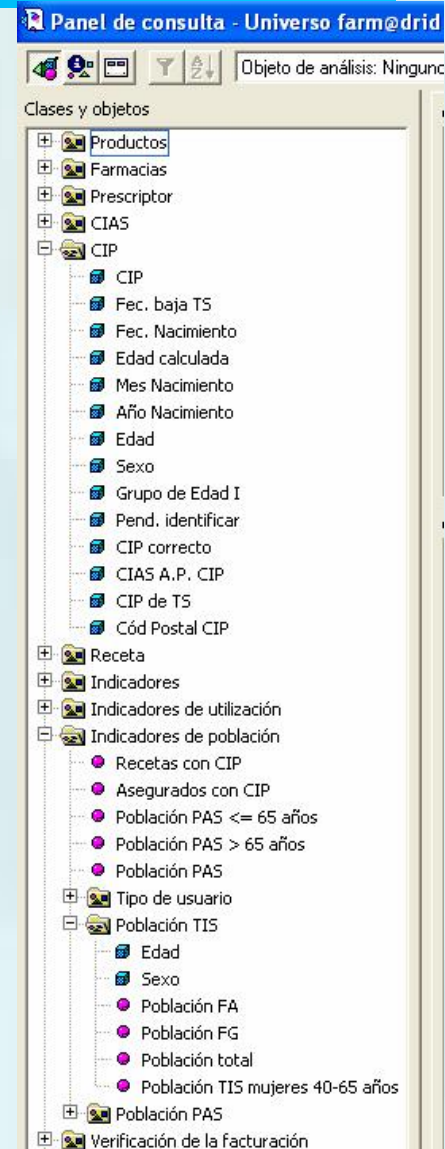 Panel de consulta - Universo farm@drid
Objeto de análisis: Ninguno
Clases y objetos
Productos
Farmacias
Prescriptor
CIAS
CIP
CIP
Fec. baja TS
Fec. Nacimiento
Edad calculada
Mes Nacimiento
Año Nacimiento
Edad
Sexo
Grupo de Edad I
Pend. identificar
CIP correcto
CIAS A.P. CIP
CIP de TS
Cód Postal CIP
Receta
Indicadores
Indicadores de utilización
Indicadores de población
Recetas con CIP
Asegurados con CIP
Población PAS <= 65 años
Población PAS > 65 años
Población PAS
Tipo de usuario
Población TIS
Edad
Sexo
Población FA
Población FG
Población total
Población TIS mujeres 40-65 años
Población PAS
Verificación de la facturación